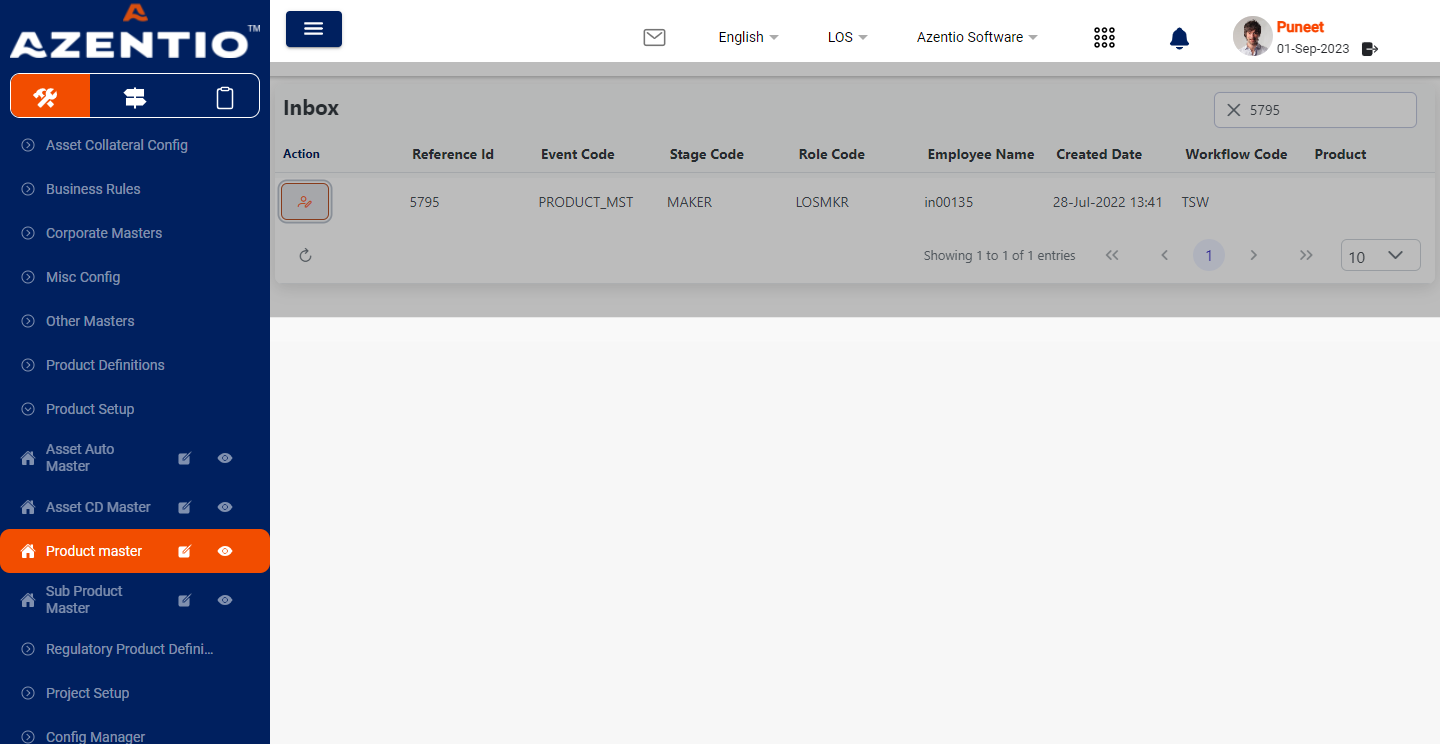 AZENTIO™
English
LOS
Azentio Software
Puneet
01-Sep-2023
Asset Collateral Config
Business Rules
Corporate Masters
Misc Config
Other Masters
Product Definitions
Product Setup
Asset Auto
Master
Asset CD Master
Product master
Sub Product
Master
Regulatory Product Defini...
Project Setup
Config Manager
Inbox
5795
Action Reference Id Event Code Stage Code Role Code Employee Name Created Date Workflow Code Product
5795 PRODUCT_MST MAKER LOSMKR in00135 28-Jul-2022 13:41 TSW
Showing 1 to 1 of 1 entries
1
10